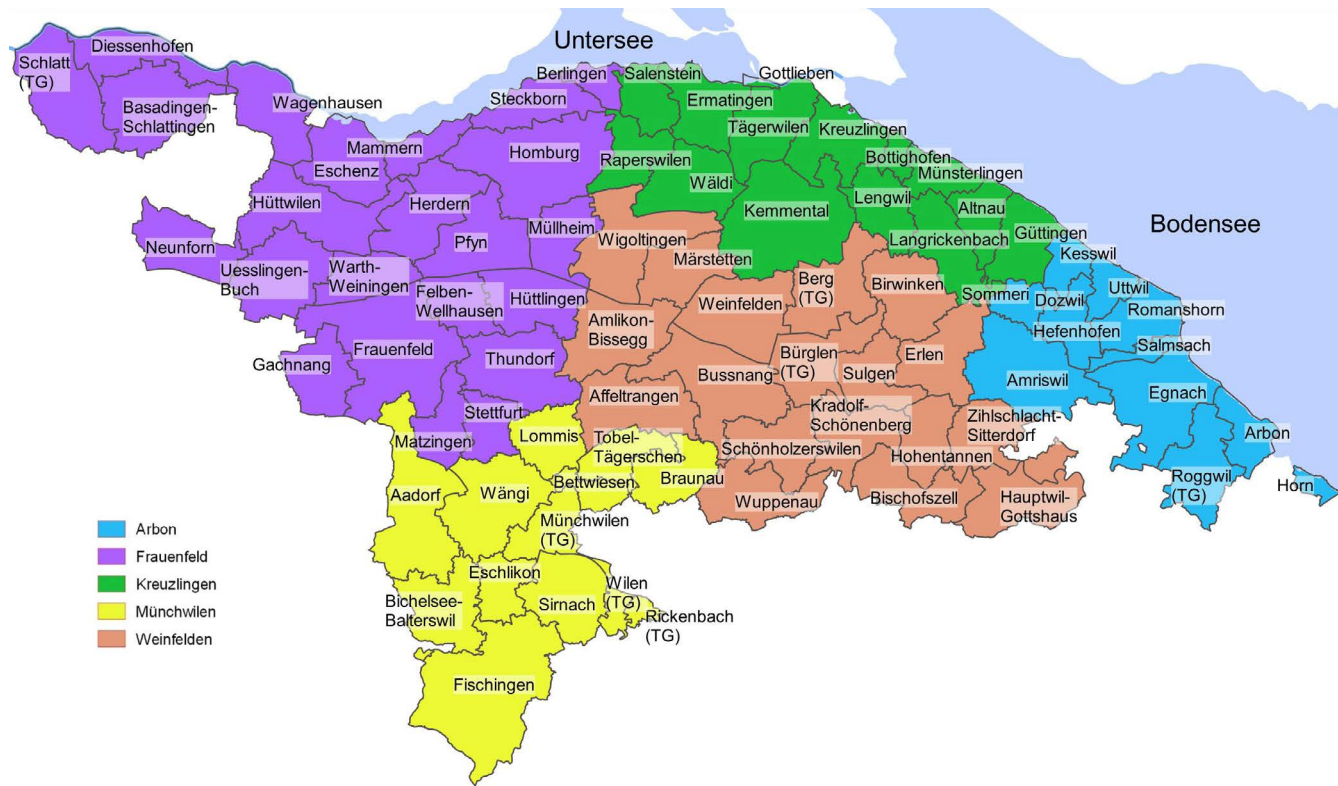 Untersee
Bodensee
Diessenhofen
Schlatt
(TG)
Basadingen-
Schlattingen
Wagenhausen
Berlingen
Steckborn
Salenstein
Gottlieben
Ermatingen
Tägerwilen
Kreuzlingen
Mammern
Eschenz
Homburg
Raperswilen
Wäldi
Bottighofen
Münsterlingen
Hüttwilen
Herdern
Kemmental
Lengwil
Altnau
Neunforn
Pfyn
Müllheim
Wigoltingen
Märstetten
Langrickenbach
Güttingen
Kesswil
Uesslingen-
Buch
Warth-
Weiningen
Felben-
Wellhausen
Hüttlingen
Weinfelden
Berg
(TG)
Birwinken
Sommeri
Dozwil
Uttwil
Romanshorn
Amlikon-
Bissegg
Hefenhofen
Salmsach
Gachnang
Frauenfeld
Thundorf
Bussnang
Bürglen
(TG)
Sulgen
Erlen
Amriswil
Egnach
Affeltrangen
Stettfurt
Matzingen
Lommis
Tobel-
Tägerschen
Kradolf-
Schönenberg
Zihlschlacht-
Sitterdorf
Arbon
Schönholzerswilen
Hohentannen
Aadorf
Wängi
Bettwiesen
Braunau
Wuppenau
Bischofszell
Hauptwil-
Gottshaus
Roggwil
(TG)
Horn
Münchwilen
(TG)
Eschlikon
Bichelsee-
Balterswil
Sirnach
Wilen
(TG)
Rickenbach
(TG)
Fischingen
Arbon
Frauenfeld
Kreuzlingen
Münchwilen
Weinfelden